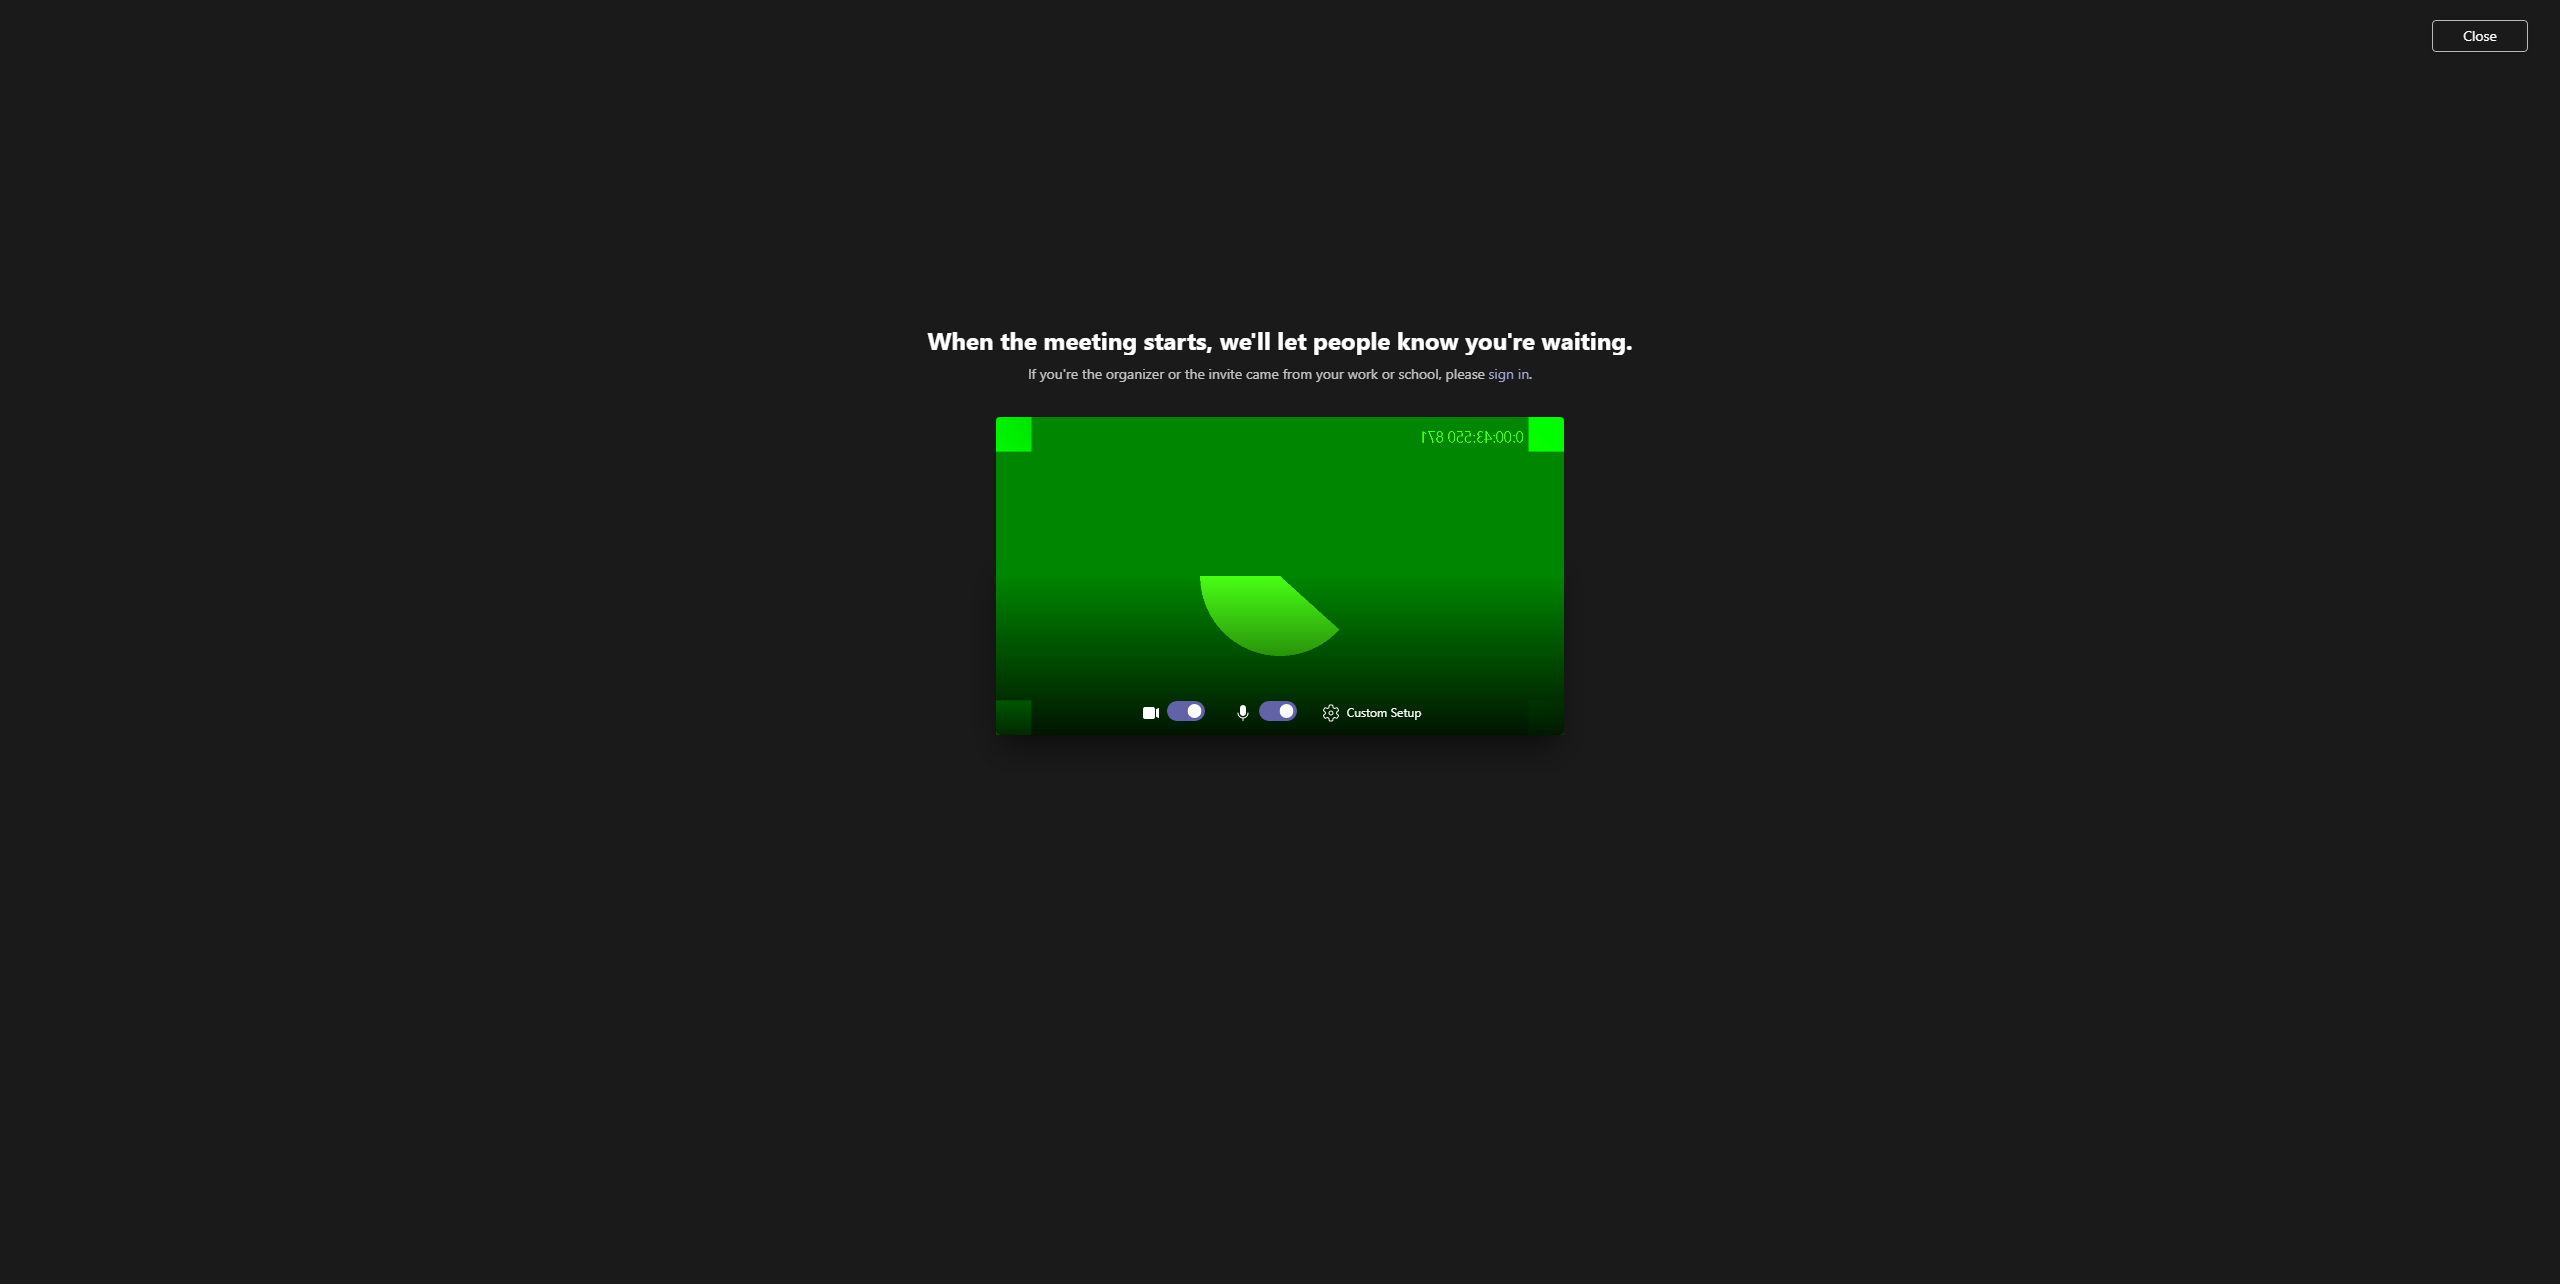 Close
When the meeting starts, we'll let people know you're waiting.
If you're the organizer or the invite came from your work or school, please sign in.
0:00:43:550 871
Custom Setup